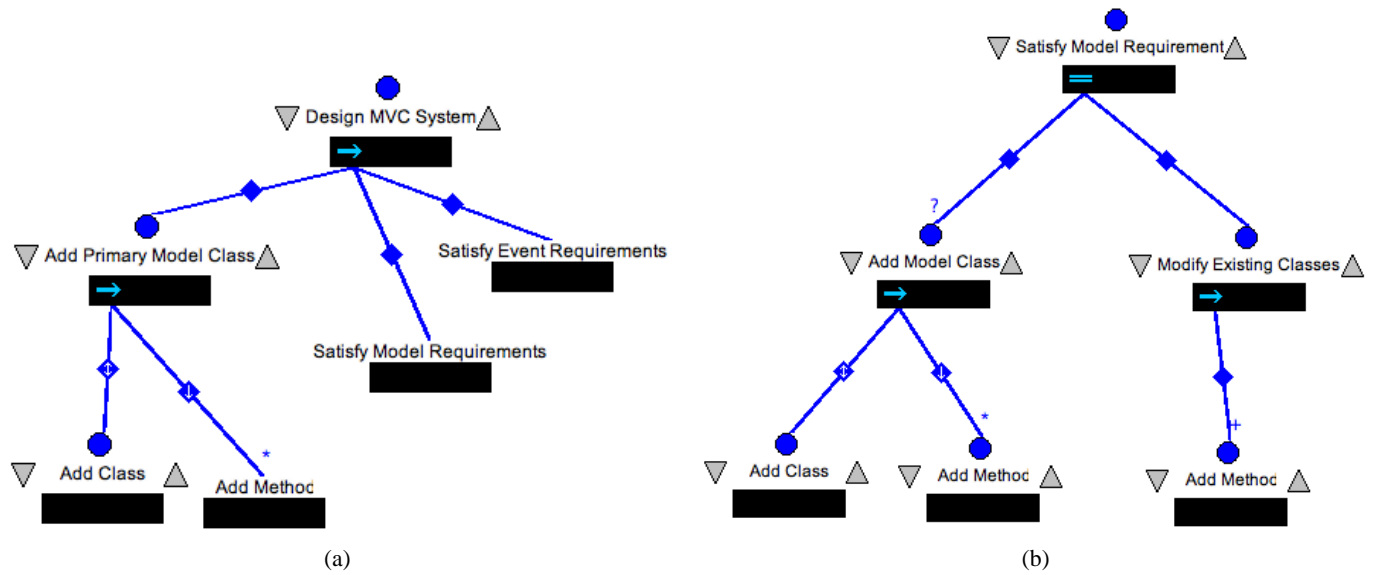 Design MVC System
Add Primary Model Class
Satisfy Event Requirements
Satisfy Model Requirements
*
Add Class
Add Method
(a)
Satisfy Model Requirement
?
Add Model Class
Modify Existing Classes
*
+
Add Class
Add Method
Add Method
(b)